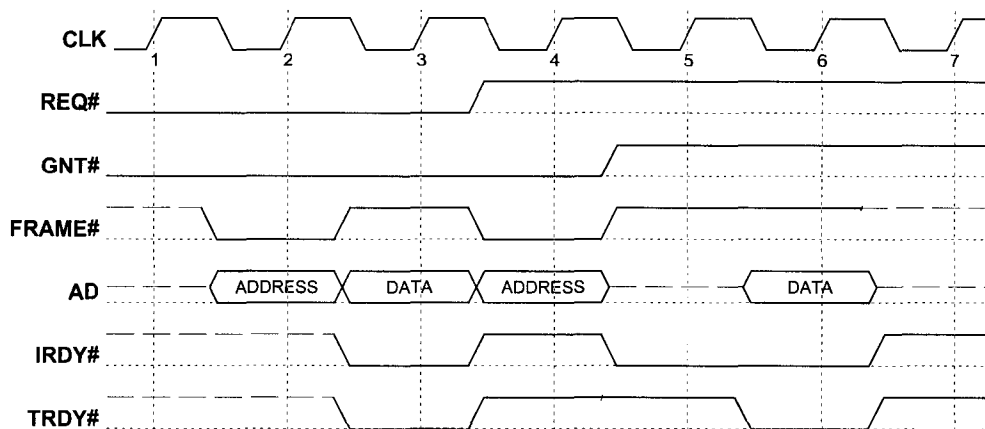 CLK
1 2 3 4 5 6 7
REQ#
GNT#
FRAME#
AD ADDRESS DATA ADDRESS DATA
IRDY#
TRDY#